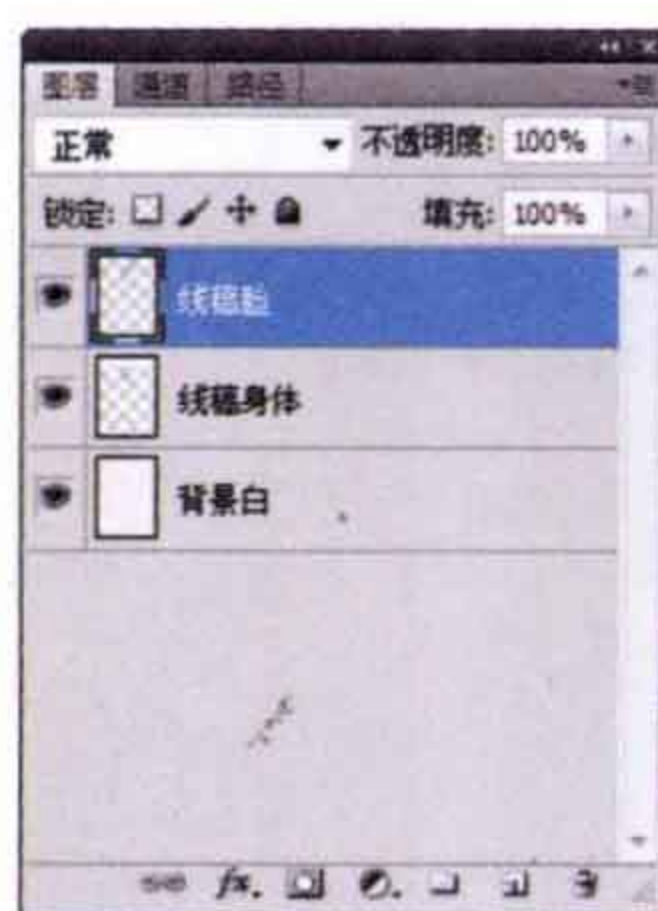 图层 通道 路径
正常 不透明度: 100%
锁定: 填充: 100%
线稿脸
线稿身体
背景白
fx.